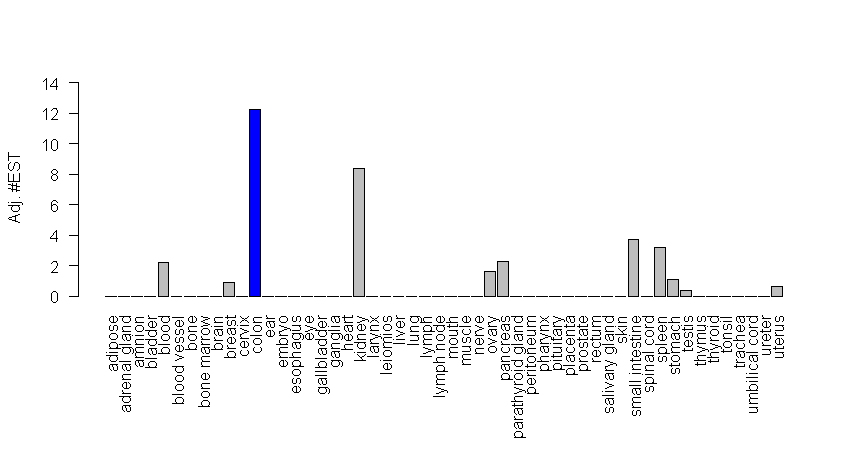 Adj. #EST
14
12
10
8
6
4
2
0
adipose
adrenal gland
amnion
bladder
blood
blood vessel
bone
bone marrow
brain
breast
cervix
colon
ear
embryo
esophagus
eye
gallbladder
ganglia
heart
kidney
larynx
leiomios
liver
lung
lymph
lymph node
mouth
muscle
nerve
ovary
pancreas
parathyroid gland
peritoneum
pharynx
pituitary
placenta
prostate
rectum
salivary gland
skin
small intestine
spinal cord
spleen
stomach
testis
thymus
thyroid
tonsil
trachea
umbilical cord
ureter
uterus